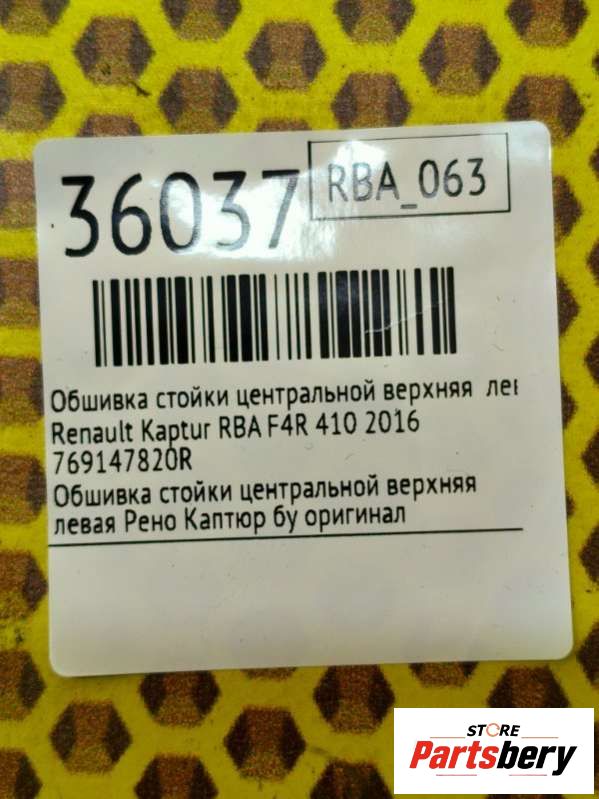 36037
RBA_063
Обшивка стойки центральной верхняя лев
Renault Kaptur RBA F4R 410 2016
769147820R
Обшивка стойки центральной верхняя
левая Рено Каптюр бу оригинал
STORE
Partsbery